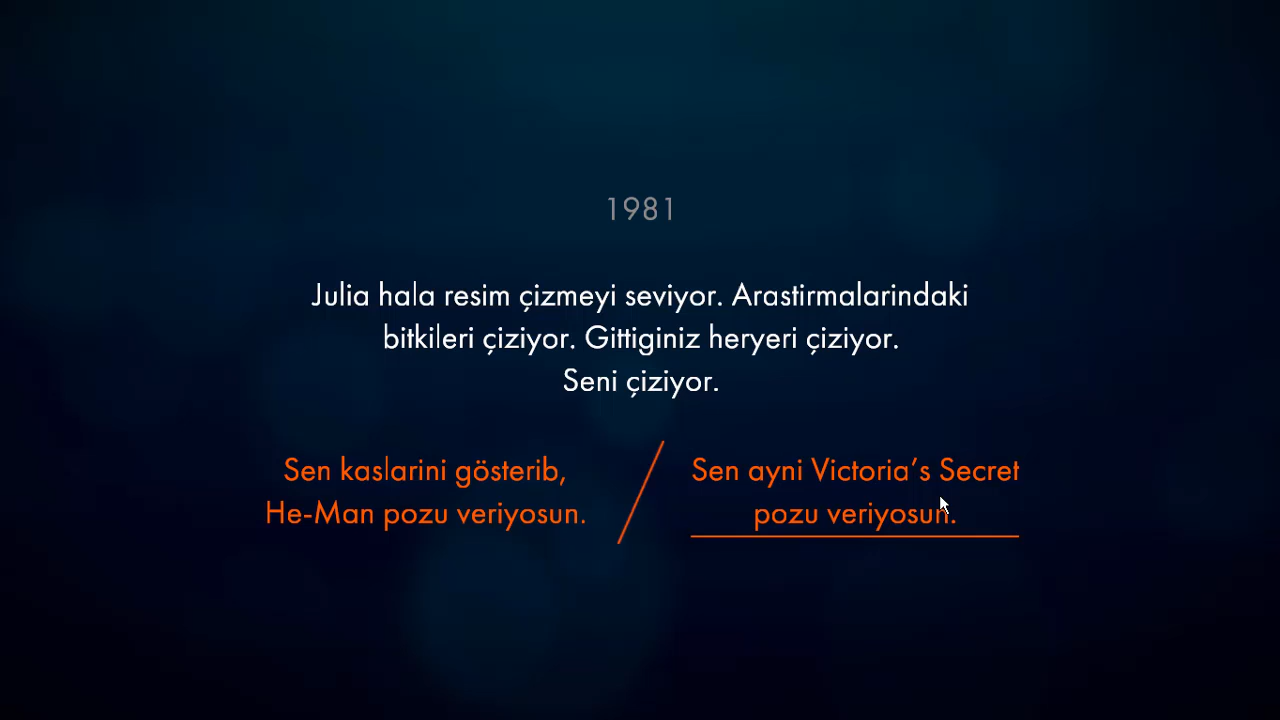 1981
Julia hala resim çizmeyi seviyor. Arastirmalarindaki
bitkileri çiziyor. Gittiginiz heryeri çiziyor.
Seni çiziyor.
Sen kaslarini gösterib,
He-Man pozu veriyosun.
Sen ayni Victoria’s Secret
pozu veriyosun.